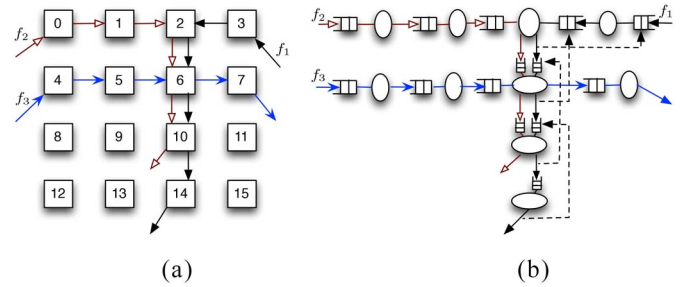 f₂ 0 1 2 3 f₁
f₃ 4 5 6 7
8 9 10 11
12 13 14 15
(a)
f₂ f₁
f₃
(b)